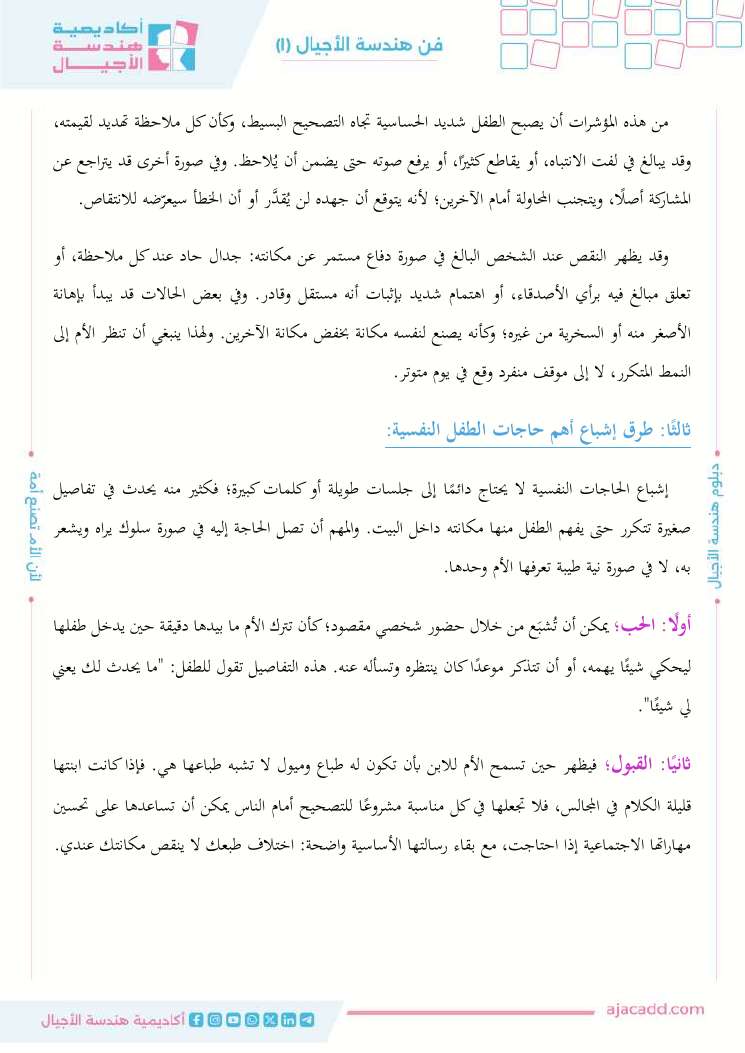 أكاديمية
هندسة
الأجيال
فن هندسة الأجيال (١)
من هذه المؤشرات أن يصبح الطفل شديد الحساسية تجاه التصحيح البسيط، وكأن كل ملاحظة تهديد لقيمته،
وقد يبالغ في لفت الانتباه، أو يقاطع كثيرًا، أو يرفع صوته حتى يضمن أن يُلاحظ. وفي صورة أخرى قد يتراجع عن
المشاركة أصلًا، ويتجنب المحاولة أمام الآخرين؛ لأنه يتوقع أن جهده لن يُقدَّر أو أن الخطأ سيعرّضه للانتقاص.
وقد يظهر النقص عند الشخص البالغ في صورة دفاع مستمر عن مكانته: جدال حاد عند كل ملاحظة، أو
تعلق مبالغ فيه برأي الأصدقاء، أو اهتمام شديد بإثبات أنه مستقل وقادر. وفي بعض الحالات قد يبدأ بإهانة
الأصغر منه أو السخرية من غيره؛ وكأنه يصنع لنفسه مكانة بخفض مكانة الآخرين. ولهذا ينبغي أن تنظر الأم إلى
النمط المتكرر، لا إلى موقف منفرد وقع في يوم متوتر.
ثالثًا: طرق إشباع أهم حاجات الطفل النفسية:
إشباع الحاجات النفسية لا يحتاج دائمًا إلى جلسات طويلة أو كلمات كبيرة؛ فكثير منه يحدث في تفاصيل
صغيرة تتكرر حتى يفهم الطفل منها مكانته داخل البيت. والمهم أن تصل الحاجة إليه في صورة سلوك يراه ويشعر
به، لا في صورة نية طيبة تعرفها الأم وحدها.
أولًا: الحب؛ يمكن أن تُشبَع من خلال حضور شخصي مقصود؛ كأن تترك الأم ما بيدها دقيقة حين يدخل طفلها
ليحكي شيئًا يهمه، أو أن تتذكر موعدًا كان ينتظره وتسأله عنه. هذه التفاصيل تقول للطفل: "ما يحدث لك يعني
لي شيئًا".
ثانيًا: القبول؛ فيظهر حين تسمح الأم للابن بأن تكون له طباع وميول لا تشبه طباعها هي. فإذا كانت ابنتها
قليلة الكلام في المجالس، فلا تجعلها في كل مناسبة مشروعًا للتصحيح أمام الناس يمكن أن تساعدها على تحسين
مهاراتها الاجتماعية إذا احتاجت، مع بقاء رسالتها الأساسية واضحة: اختلاف طبعك لا ينقص مكانتك عندي.
دبلوم هندسة الأجيال
لأن الأم تصنع أمة
ajacadd.com
أكاديمية هندسة الأجيال